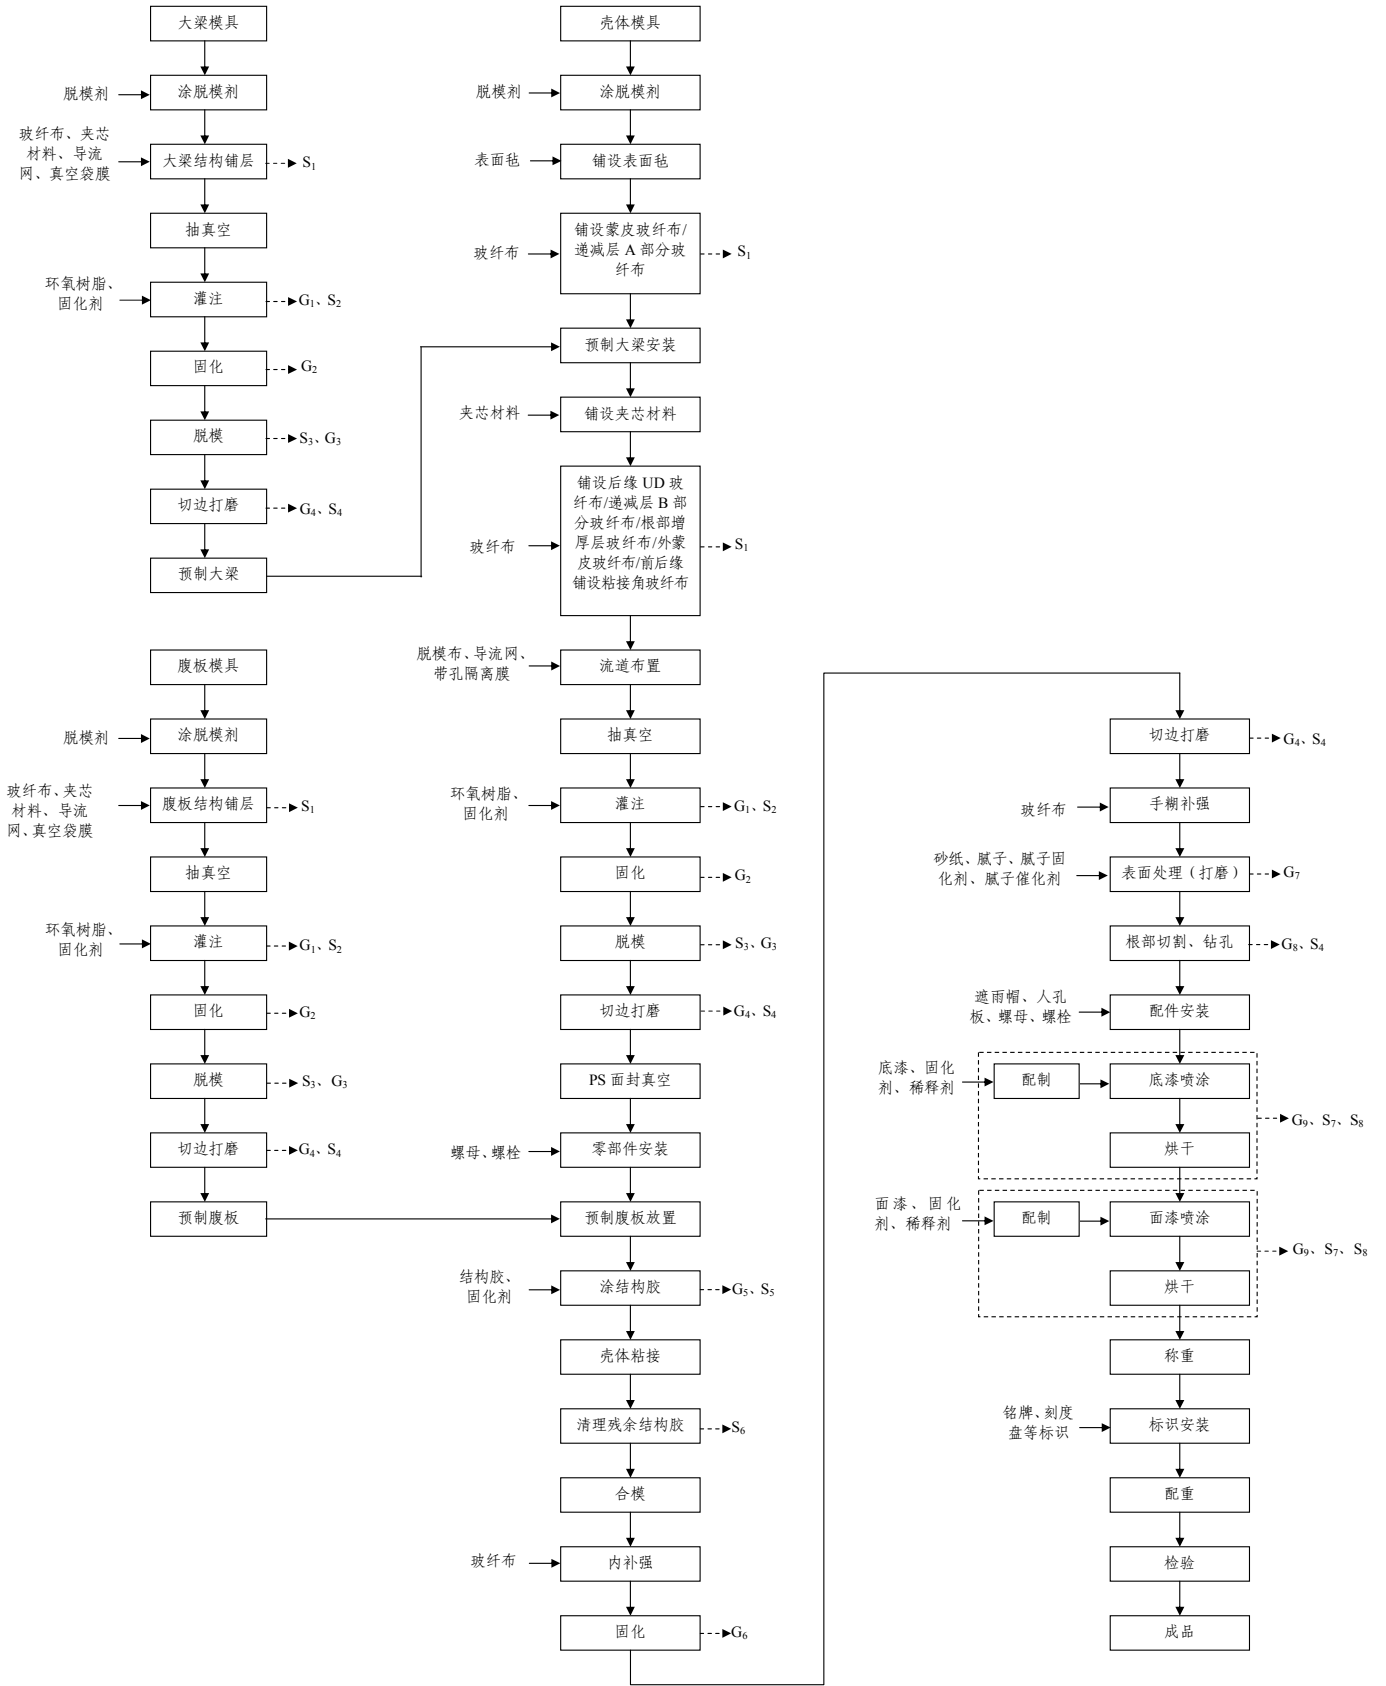 大梁模具
脱模剂
涂脱模剂
玻纤布、夹芯
材料、导流
网、真空袋膜
大梁结构铺层
S₁
抽真空
环氧树脂、
固化剂
灌注
G₁、S₂
固化
G₂
脱模
S₃、G₃
切边打磨
G₄、S₄
预制大梁
腹板模具
脱模剂
涂脱模剂
玻纤布、夹芯
材料、导流
网、真空袋膜
腹板结构铺层
S₁
抽真空
环氧树脂、
固化剂
灌注
G₁、S₂
固化
G₂
脱模
S₃、G₃
切边打磨
G₄、S₄
预制腹板
壳体模具
脱模剂
涂脱模剂
表面毡
铺设表面毡
玻纤布
铺设蒙皮玻纤布/
递减层 A 部分玻
纤布
S₁
预制大梁安装
夹芯材料
铺设夹芯材料
玻纤布
铺设后缘 UD 玻
纤布/递减层 B 部
分玻纤布/根部增
厚层玻纤布/外蒙
皮玻纤布/前后缘
铺设粘接角玻纤布
S₁
脱模布、导流网、
带孔隔离膜
流道布置
抽真空
环氧树脂、
固化剂
灌注
G₁、S₂
固化
G₂
脱模
S₃、G₃
切边打磨
G₄、S₄
PS 面封真空
螺母、螺栓
零部件安装
预制腹板放置
结构胶、
固化剂
涂结构胶
G₅、S₅
壳体粘接
清理残余结构胶
S₆
合模
玻纤布
内补强
固化
G₆
切边打磨
G₄、S₄
玻纤布
手糊补强
砂纸、腻子、腻子固
化剂、腻子催化剂
表面处理（打磨）
G₇
根部切割、钻孔
G₈、S₄
遮雨帽、人孔
板、螺母、螺栓
配件安装
底漆、固化
剂、稀释剂
配制
底漆喷涂
烘干
G₉、S₇、S₈
面漆、固化
剂、稀释剂
配制
面漆喷涂
烘干
G₉、S₇、S₈
称重
铭牌、刻度
盘等标识
标识安装
配重
检验
成品